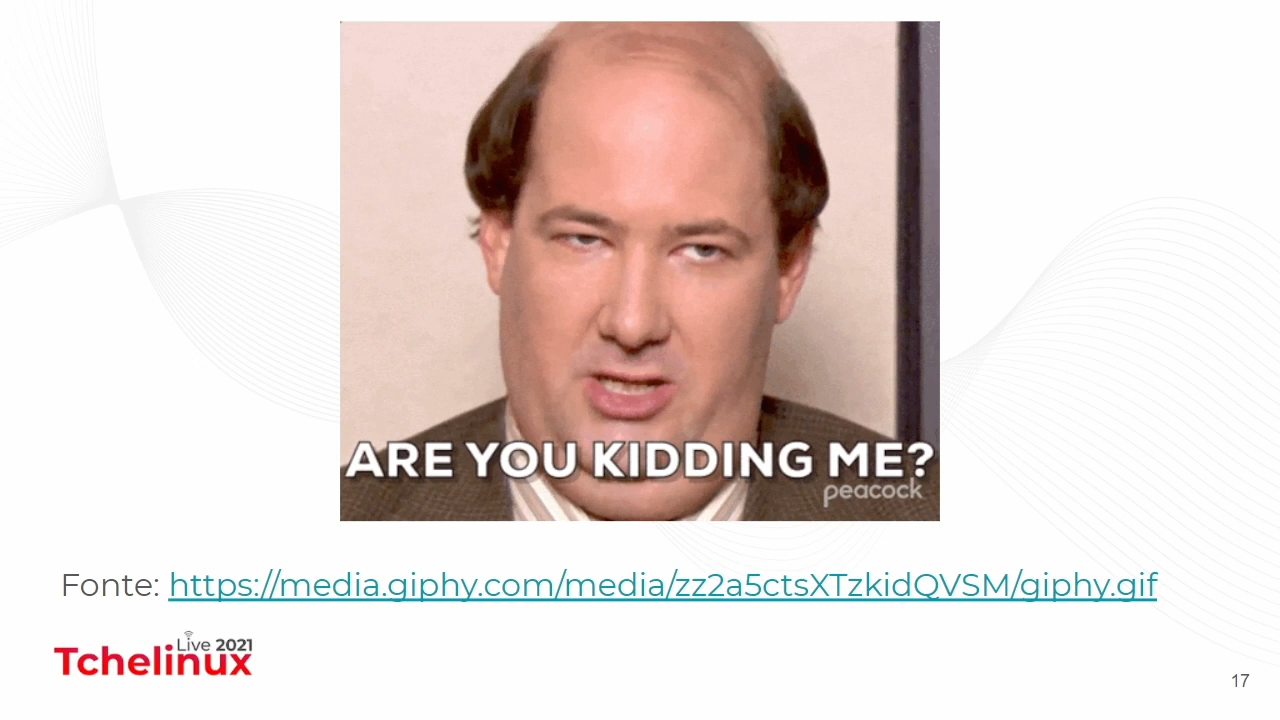 ARE YOU KIDDING ME?
peacock
Fonte: https://media.giphy.com/media/zz2a5ctsXTzkidQVSM/giphy.gif
Live 2021
Tchelinux
17